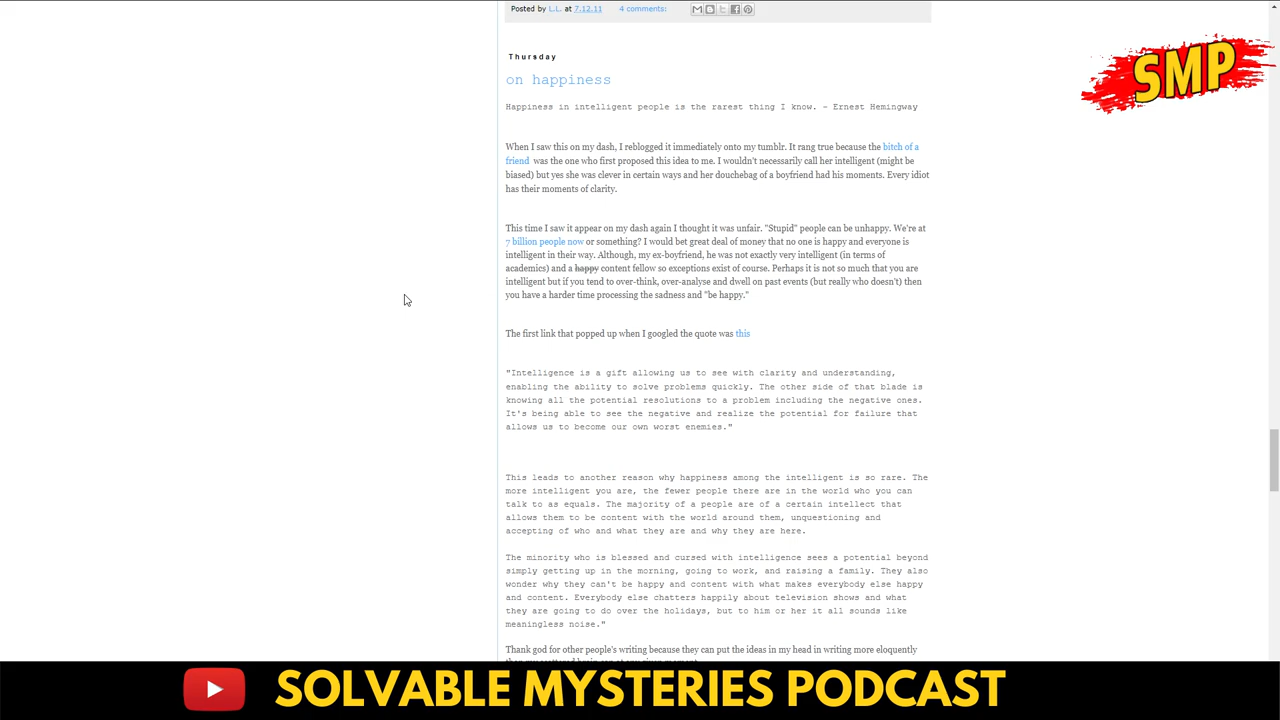 Posted by L.L. at 7.12.11 4 comments:
Thursday
on happiness
Happiness in intelligent people is the rarest thing I know. - Ernest Hemingway
When I saw this on my dash, I reblogged it immediately onto my tumblr. It rang true because the bitch of a
friend was the one who first proposed this idea to me. I wouldn't necessarily call her intelligent (might be
biased) but yes she was clever in certain ways and her douchebag of a boyfriend had his moments. Every idiot
has their moments of clarity.
This time I saw it appear on my dash again I thought it was unfair. "Stupid" people can be unhappy. We're at
7 billion people now or something? I would bet great deal of money that no one is happy and everyone is
intelligent in their way. Although, my ex-boyfriend, he was not exactly very intelligent (in terms of
academics) and a happy content fellow so exceptions exist of course. Perhaps it is not so much that you are
intelligent but if you tend to over-think, over-analyse and dwell on past events (but really who doesn't) then
you have a harder time processing the sadness and "be happy."
The first link that popped up when I googled the quote was this
"Intelligence is a gift allowing us to see with clarity and understanding,
enabling the ability to solve problems quickly. The other side of that blade is
knowing all the potential resolutions to a problem including the negative ones.
It's being able to see the negative and realize the potential for failure that
allows us to become our own worst enemies."
This leads to another reason why happiness among the intelligent is so rare. The
more intelligent you are, the fewer people there are in the world who you can
talk to as equals. The majority of a people are of a certain intellect that
allows them to be content with the world around them, unquestioning and
accepting of who and what they are and why they are here.
The minority who is blessed and cursed with intelligence sees a potential beyond
simply getting up in the morning, going to work, and raising a family. They also
wonder why they can't be happy and content with what makes everybody else happy
and content. Everybody else chatters happily about television shows and what
they are going to do over the holidays, but to him or her it all sounds like
meaningless noise."
Thank god for other people's writing because they can put the ideas in my head in writing more eloquently
SMP
SOLVABLE MYSTERIES PODCAST